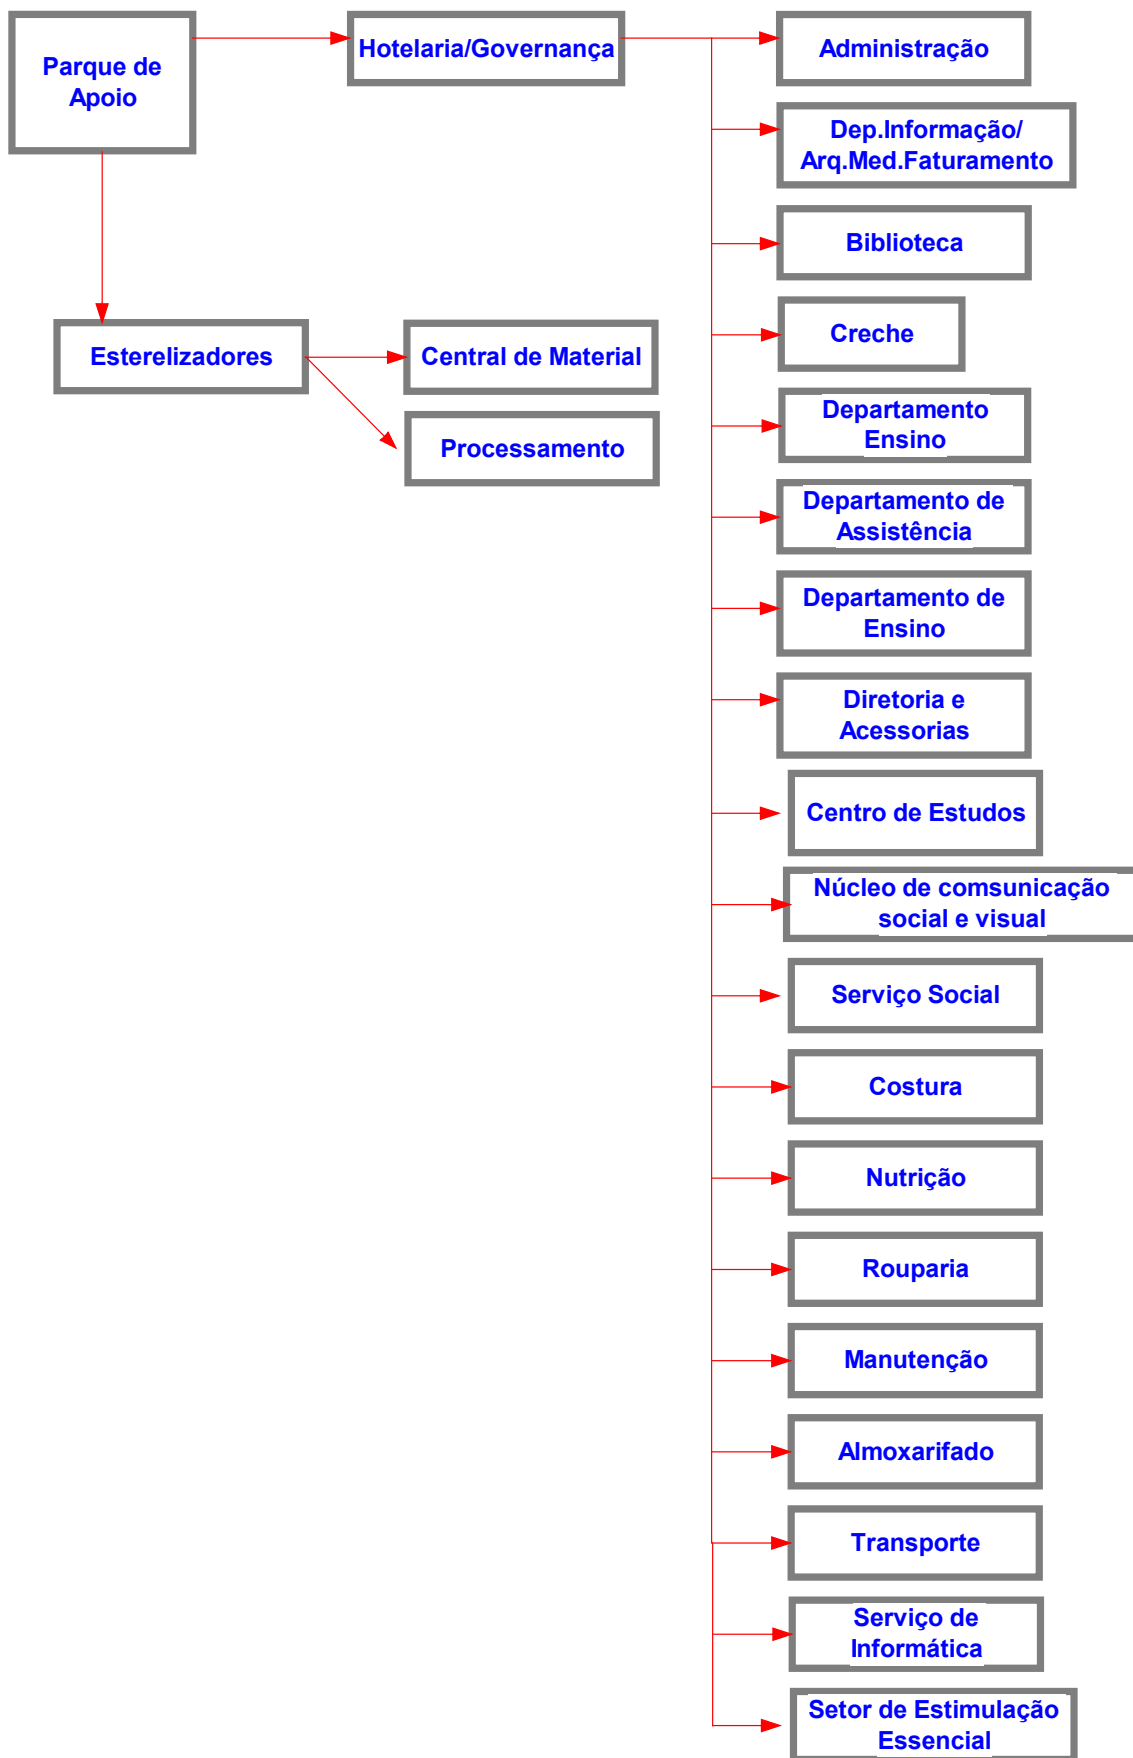 Parque de
Apoio
Hotelaria/Governança
Administração
Dep.Informação/
Arq.Med.Faturamento
Biblioteca
Creche
Esterelizadores
Central de Material
Processamento
Departamento
Ensino
Departamento de
Assistência
Departamento de
Ensino
Diretoria e
Acessorias
Centro de Estudos
Núcleo de comsunicação
social e visual
Serviço Social
Costura
Nutrição
Rouparia
Manutenção
Almoxarifado
Transporte
Serviço de
Informática
Setor de Estimulação
Essencial